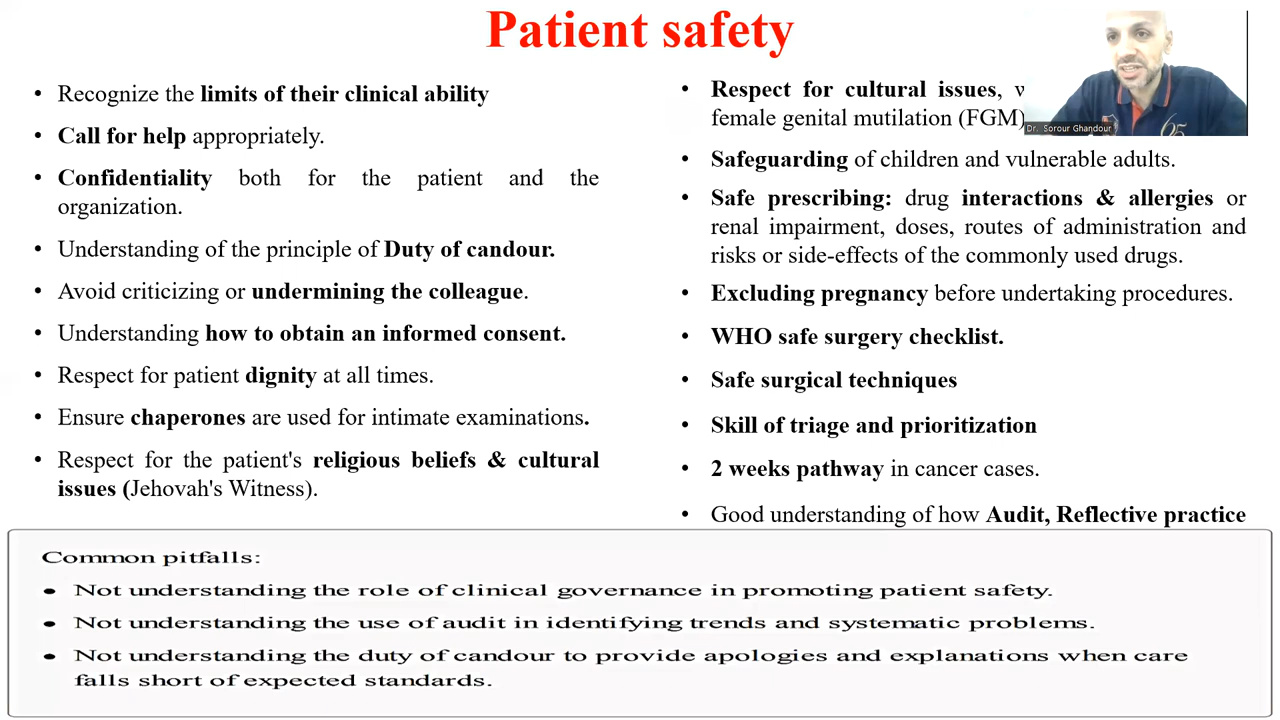 Patient safety
• Recognize the limits of their clinical ability
• Call for help appropriately.
• Confidentiality both for the patient and the
organization.
• Understanding of the principle of Duty of candour.
• Avoid criticizing or undermining the colleague.
• Understanding how to obtain an informed consent.
• Respect for patient dignity at all times.
• Ensure chaperones are used for intimate examinations.
• Respect for the patient's religious beliefs & cultural
issues (Jehovah's Witness).
• Respect for cultural issues,
female genital mutilation (FGM)
Dr. Sorour Ghandour
• Safeguarding of children and vulnerable adults.
• Safe prescribing: drug interactions & allergies or
renal impairment, doses, routes of administration and
risks or side-effects of the commonly used drugs.
• Excluding pregnancy before undertaking procedures.
• WHO safe surgery checklist.
• Safe surgical techniques
• Skill of triage and prioritization
• 2 weeks pathway in cancer cases.
• Good understanding of how Audit, Reflective practice
Common pitfalls:
• Not understanding the role of clinical governance in promoting patient safety.
• Not understanding the use of audit in identifying trends and systematic problems.
• Not understanding the duty of candour to provide apologies and explanations when care
falls short of expected standards.